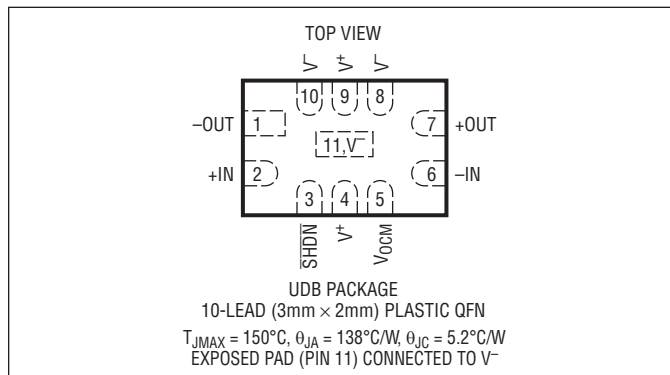 TOP VIEW
V⁻ V⁺ V⁻
10 9 8
–OUT 1 7 +OUT
11,V⁻
+IN 2 6 –IN
3 4 5
SHDN V⁺ VOCM
UDB PACKAGE
10-LEAD (3mm × 2mm) PLASTIC QFN
TJMAX = 150°C, θJA = 138°C/W, θJC = 5.2°C/W
EXPOSED PAD (PIN 11) CONNECTED TO V⁻